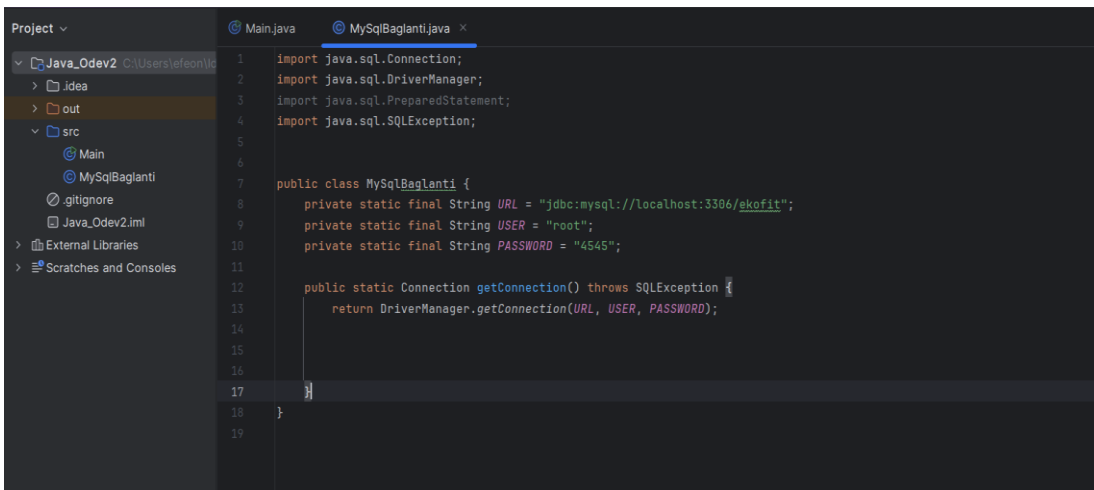 Project
Java_Odev2 C:\Users\efeon\Id
.idea
out
src
Main
MySqlBaglanti
.gitignore
Java_Odev2.iml
External Libraries
Scratches and Consoles
Main.java MySqlBaglanti.java
1 import java.sql.Connection;
2 import java.sql.DriverManager;
3 import java.sql.PreparedStatement;
4 import java.sql.SQLException;
5
6
7 public class MySqlBaglanti {
8 private static final String URL = "jdbc:mysql://localhost:3306/ekofit";
9 private static final String USER = "root";
10 private static final String PASSWORD = "4545";
11
12 public static Connection getConnection() throws SQLException {
13 return DriverManager.getConnection(URL, USER, PASSWORD);
14
15
16
17 }
18 }
19